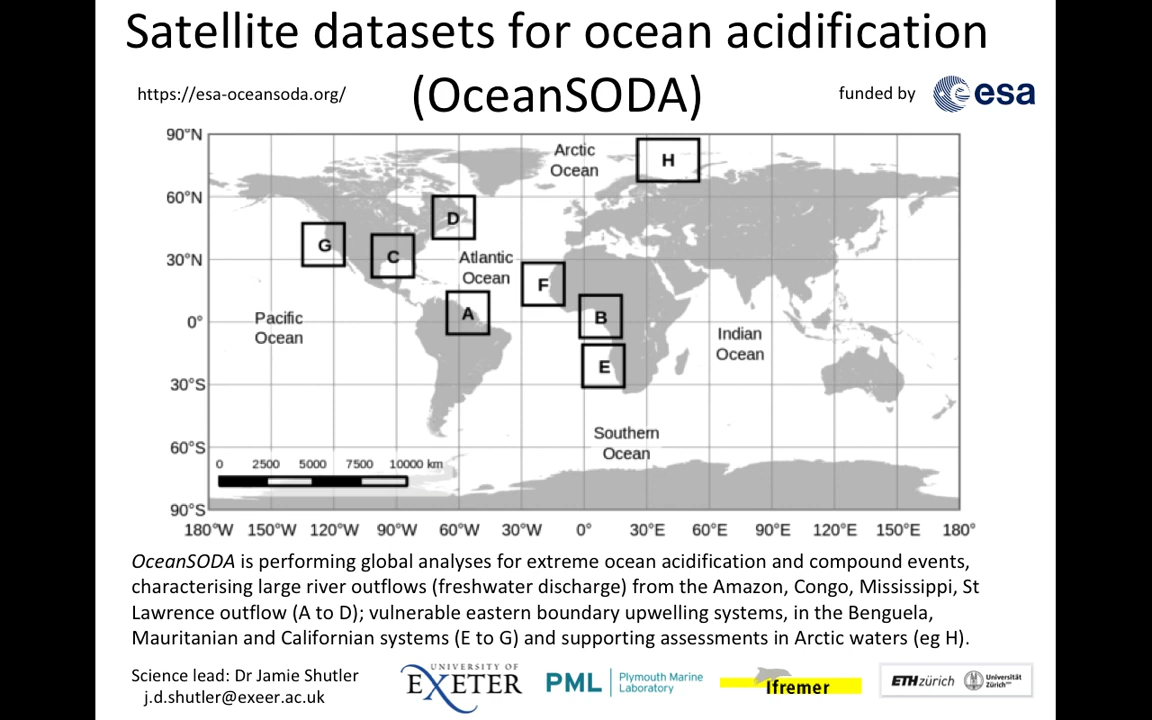 Satellite datasets for ocean acidification
(OceanSODA)
https://esa-oceansoda.org/
funded by
esa
90°N
60°N
30°N
0°
30°S
60°S
90°S
Arctic
Ocean
H
D
G
C
Atlantic
Ocean
F
A
B
Pacific
Ocean
Indian
Ocean
E
Southern
Ocean
0 2500 5000 7500 10000 km
180°W 150°W 120°W 90°W 60°W 30°W 0° 30°E 60°E 90°E 120°E 150°E 180°
OceanSODA is performing global analyses for extreme ocean acidification and compound events,
characterising large river outflows (freshwater discharge) from the Amazon, Congo, Mississippi, St
Lawrence outflow (A to D); vulnerable eastern boundary upwelling systems, in the Benguela,
Mauritanian and Californian systems (E to G) and supporting assessments in Arctic waters (eg H).
Science lead: Dr Jamie Shutler
j.d.shutler@exeer.ac.uk
UNIVERSITY OF
EXETER
PML
Plymouth Marine
Laboratory
Ifremer
ETH zürich
Universität
Zürich